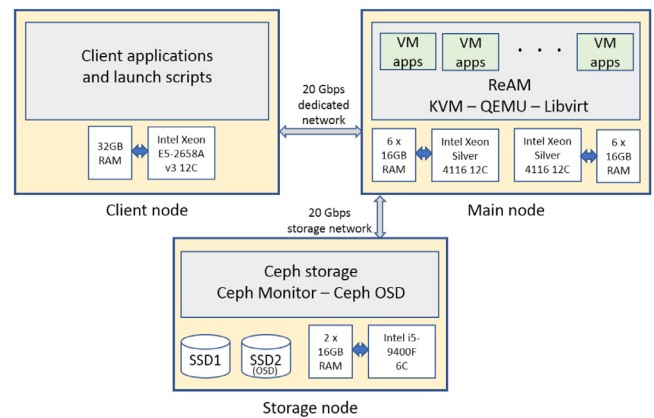 Client applications
and launch scripts
32GB
RAM
Intel Xeon
E5-2658A
v3 12C
Client node
20 Gbps
dedicated
network
VM
apps
VM
apps
. . .
VM
apps
ReAM
KVM – QEMU – Libvirt
6 x
16GB
RAM
Intel Xeon
Silver
4116 12C
Intel Xeon
Silver
4116 12C
6 x
16GB
RAM
Main node
20 Gbps
storage network
Ceph storage
Ceph Monitor – Ceph OSD
SSD1
SSD2
(OSD)
2 x
16GB
RAM
Intel i5-
9400F
6C
Storage node